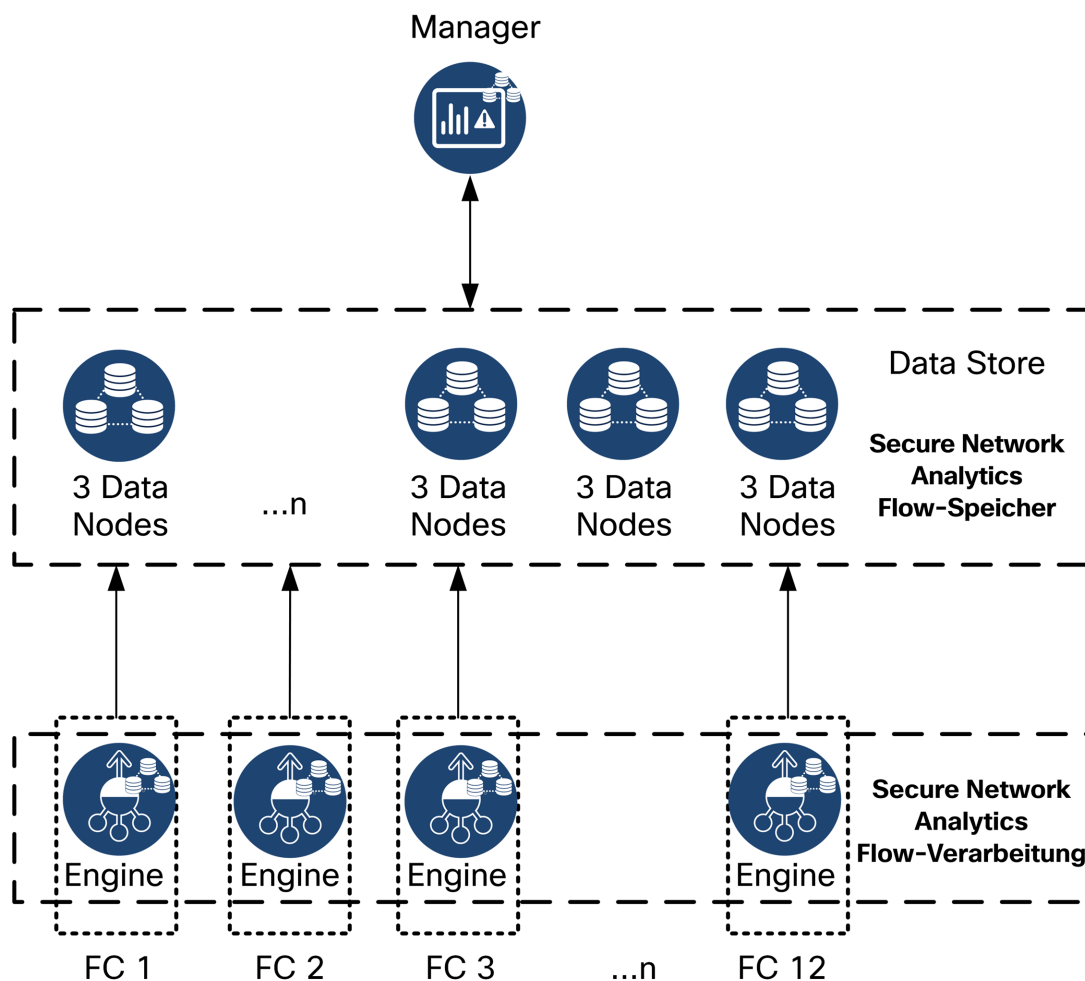 Manager
Data Store
Secure Network
Analytics
Flow-Speicher
3 Data
Nodes
...n
3 Data
Nodes
3 Data
Nodes
3 Data
Nodes
Secure Network
Analytics
Flow-Verarbeitung
Engine
Engine
Engine
Engine
FC 1
FC 2
FC 3
...n
FC 12